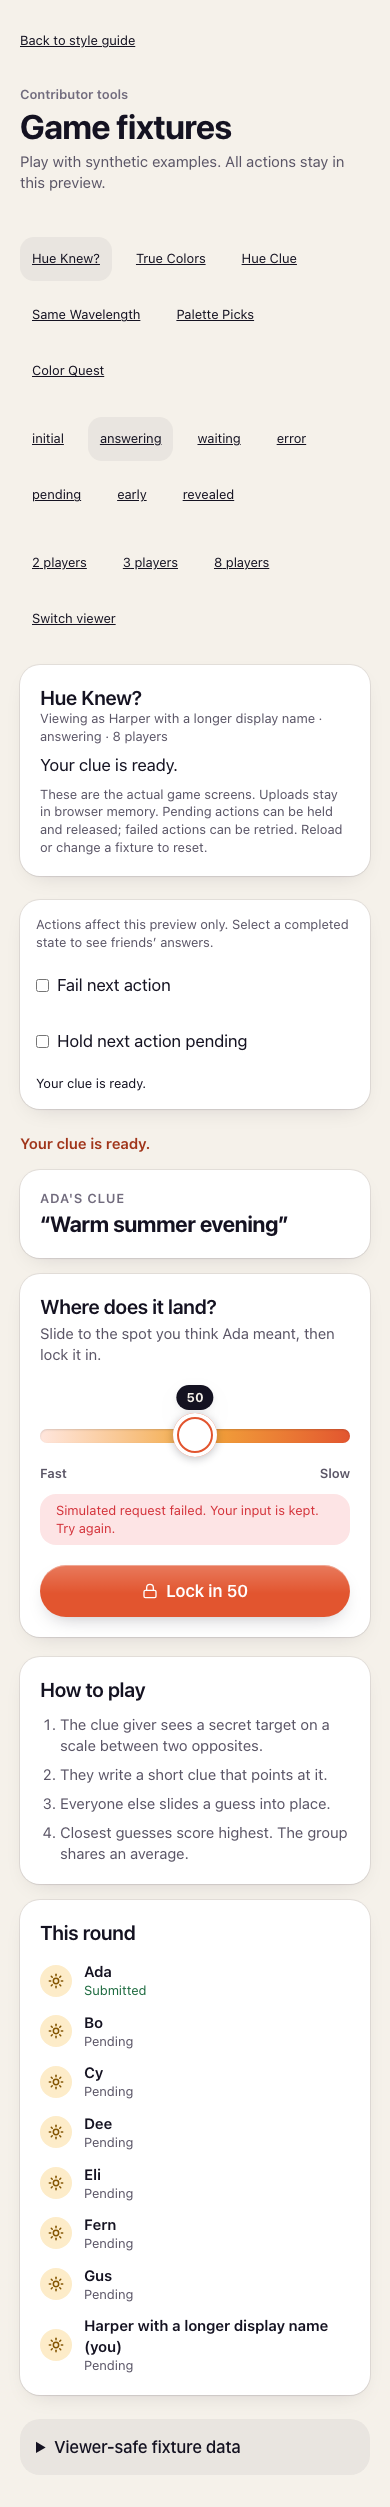 Back to style guide
Contributor tools
Game fixtures
Play with synthetic examples. All actions stay in
this preview.
Hue Knew?
True Colors
Hue Clue
Same Wavelength
Palette Picks
Color Quest
initial
answering
waiting
error
pending
early
revealed
2 players
3 players
8 players
Switch viewer
Hue Knew?
Viewing as Harper with a longer display name ·
answering · 8 players
Your clue is ready.
These are the actual game screens. Uploads stay
in browser memory. Pending actions can be held
and released; failed actions can be retried. Reload
or change a fixture to reset.
Actions affect this preview only. Select a completed
state to see friends’ answers.
Fail next action
Hold next action pending
Your clue is ready.
Your clue is ready.
ADA'S CLUE
“Warm summer evening”
Where does it land?
Slide to the spot you think Ada meant, then
lock it in.
50
Fast
Slow
Simulated request failed. Your input is kept.
Try again.
Lock in 50
How to play
1. The clue giver sees a secret target on a
scale between two opposites.
2. They write a short clue that points at it.
3. Everyone else slides a guess into place.
4. Closest guesses score highest. The group
shares an average.
This round
Ada
Submitted
Bo
Pending
Cy
Pending
Dee
Pending
Eli
Pending
Fern
Pending
Gus
Pending
Harper with a longer display name
(you)
Pending
Viewer-safe fixture data